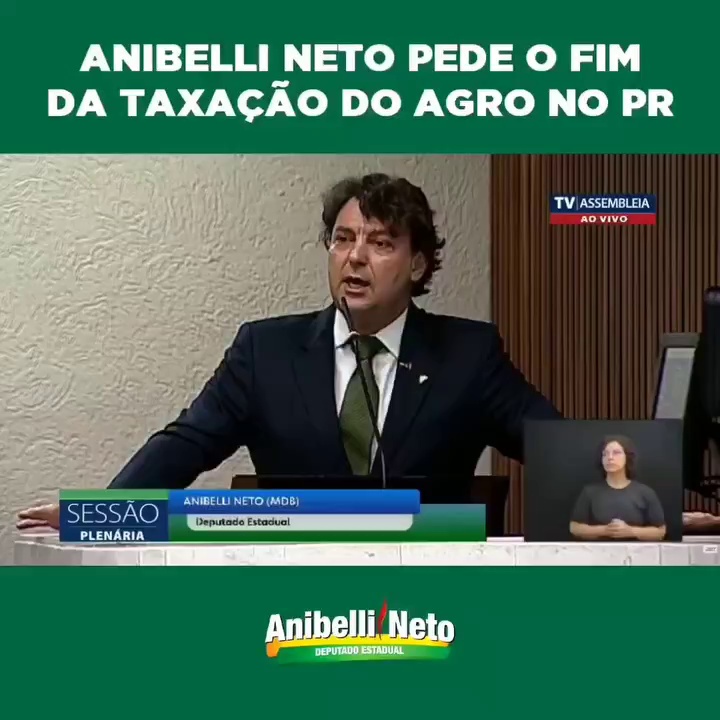 ANIBELLI NETO PEDE O FIM
DA TAXAÇÃO DO AGRO NO PR
TV ASSEMBLEIA
AO VIVO
ANIBELLI NETO (MDB)
SESSÃO
Deputado Estadual
PLENÁRIA
Anibelli Neto
DEPUTADO ESTADUAL